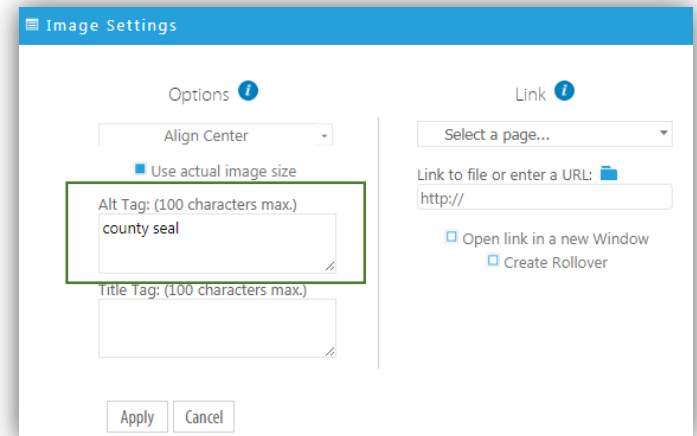 Image Settings
Options
Align Center
Use actual image size
Alt Tag: (100 characters max.)
county seal
Title Tag: (100 characters max.)
Apply
Cancel
Link
Select a page...
Link to file or enter a URL:
http://
Open link in a new Window
Create Rollover